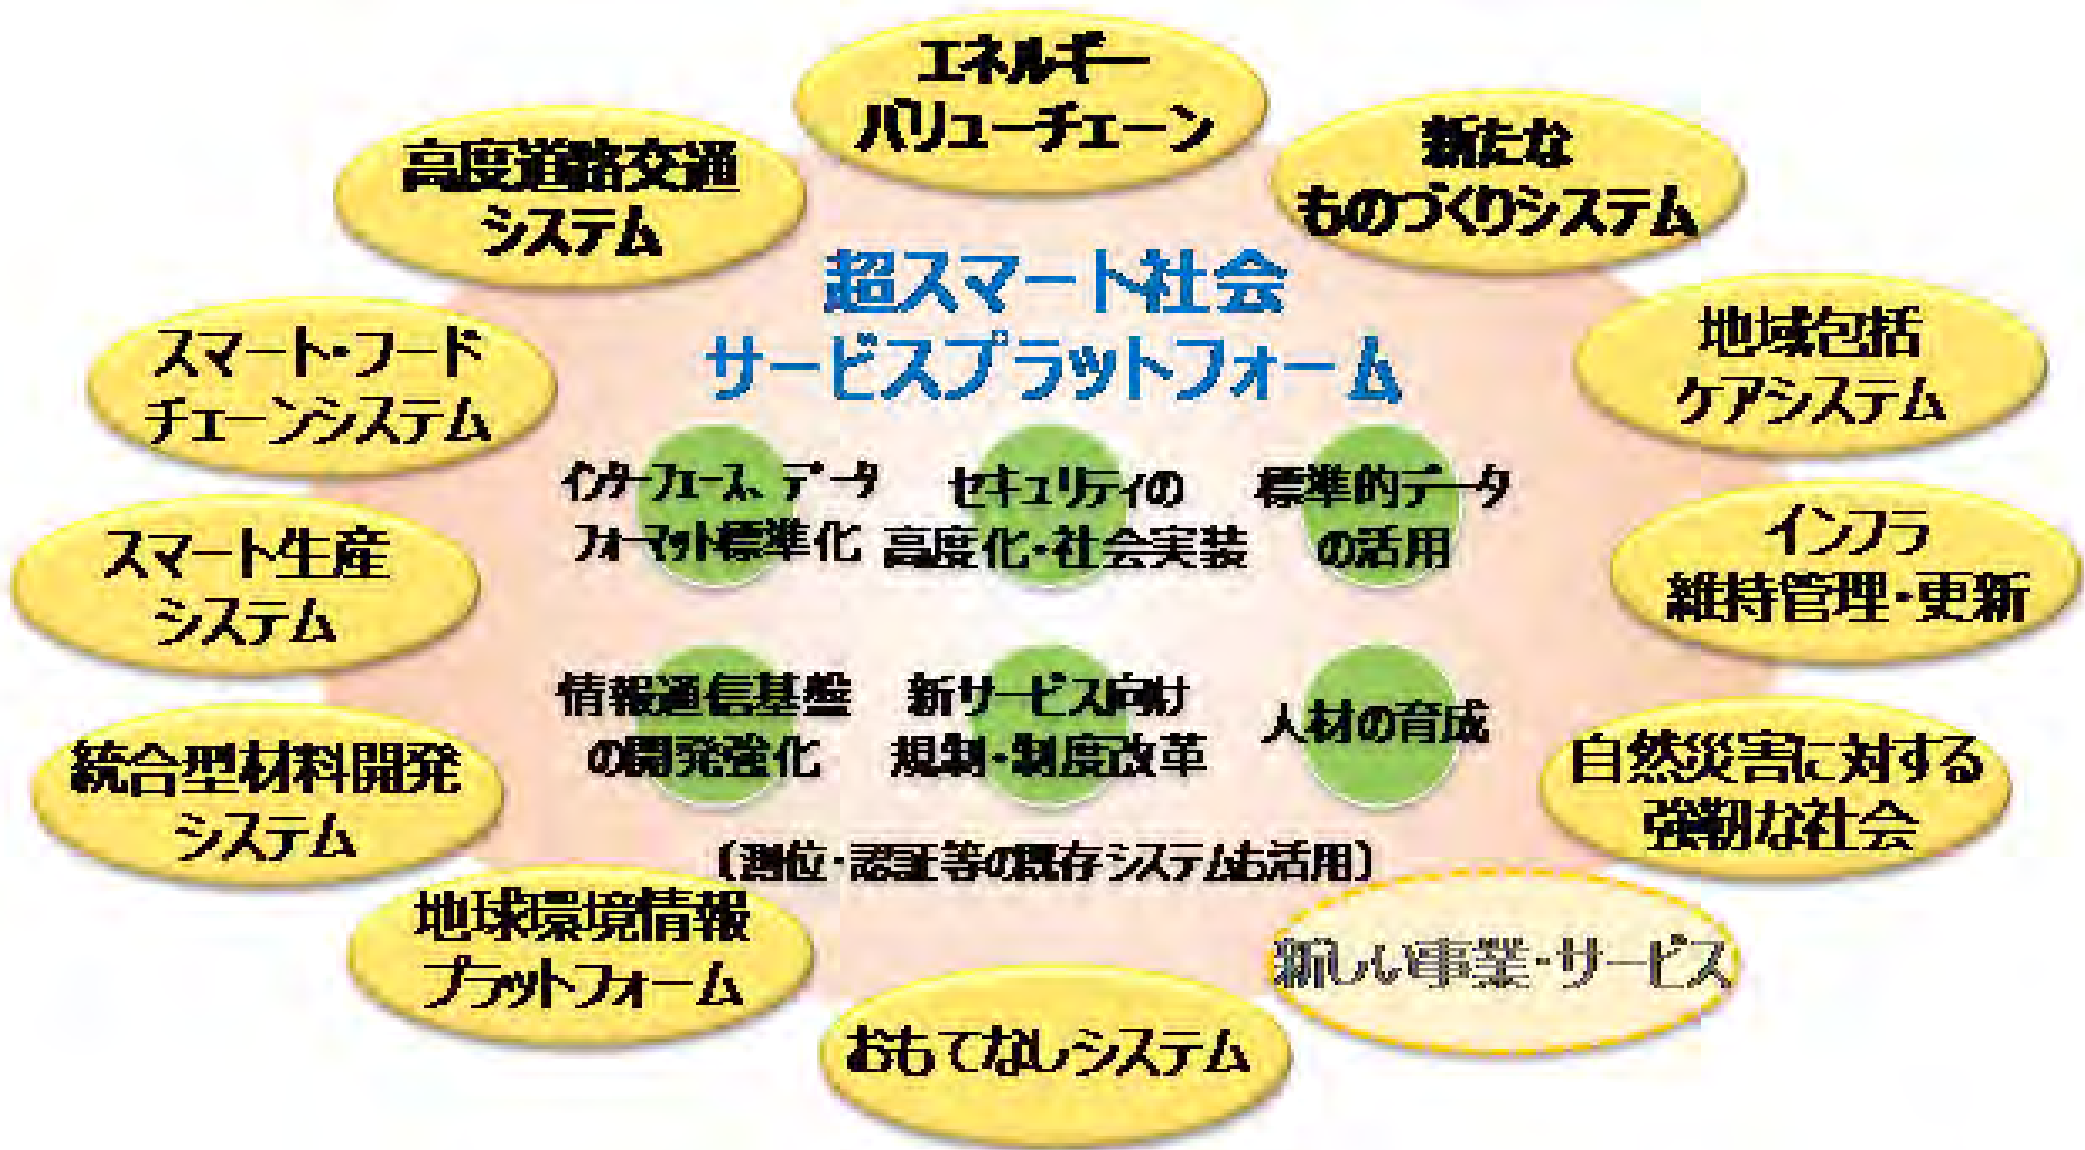 エネルギー
バリューチェーン
高度道路交通
システム
新たな
ものづくりシステム
超スマート社会
サービスプラットフォーム
スマート・フード
チェーンシステム
地域包括
ケアシステム
インターフェース、データ
フォーマット標準化
セキュリティの
高度化・社会実装
標準的データ
の活用
スマート生産
システム
インフラ
維持管理・更新
情報通信基盤
の開発強化
新サービス向け
規制・制度改革
人材の育成
統合型材料開発
システム
自然災害に対する
強靭な社会
(測位・認証等の既存システムも活用)
地球環境情報
プラットフォーム
新しい事業・サービス
おもてなしシステム